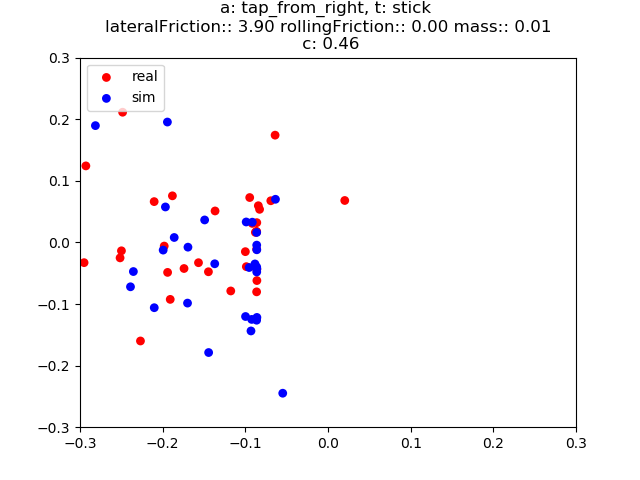 a: tap_from_right, t: stick
lateralFriction:: 3.90 rollingFriction:: 0.00 mass:: 0.01
c: 0.46
0.3
real
sim
0.2
0.1
0.0
−0.1
−0.2
−0.3
−0.3 −0.2 −0.1 0.0 0.1 0.2 0.3